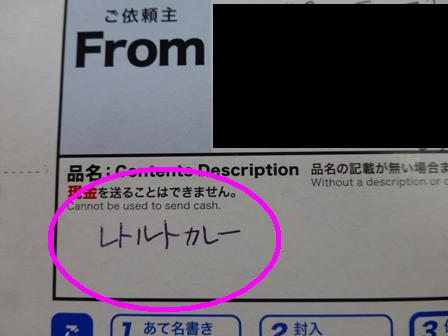 ご依頼主
From
品名：Contents Description 品名の記載が無い場合ま
現金を送ることはできません。 Without a description or c
Cannot be used to send cash.
レトルトカレー
1 あて名書き 2 封入 3